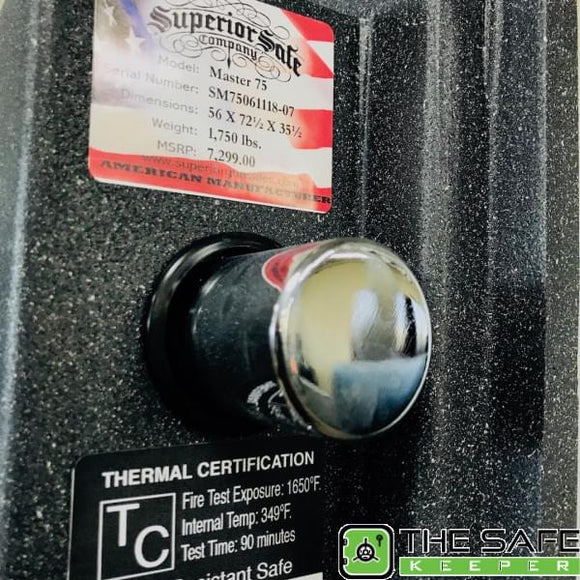 Superior Safe
Company
Model: Master 75
Serial Number: SM75061118-07
Dimensions: 56 X 72½ X 35½
Weight: 1,750 lbs.
MSRP: 7,299.00
AMERICAN MANUFACTURER
THERMAL CERTIFICATION
TC
Fire Test Exposure: 1650°F.
Internal Temp: 349°F.
Test Time: 90 minutes
Safe
THE SAFE
KEEPER